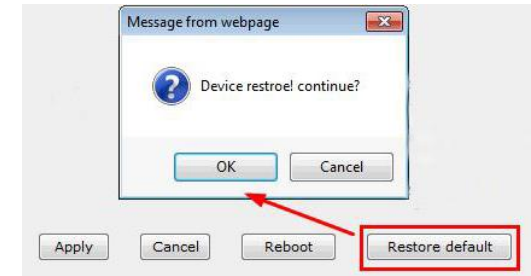 Message from webpage
Device restroe! continue?
OK
Cancel
Apply
Cancel
Reboot
Restore default